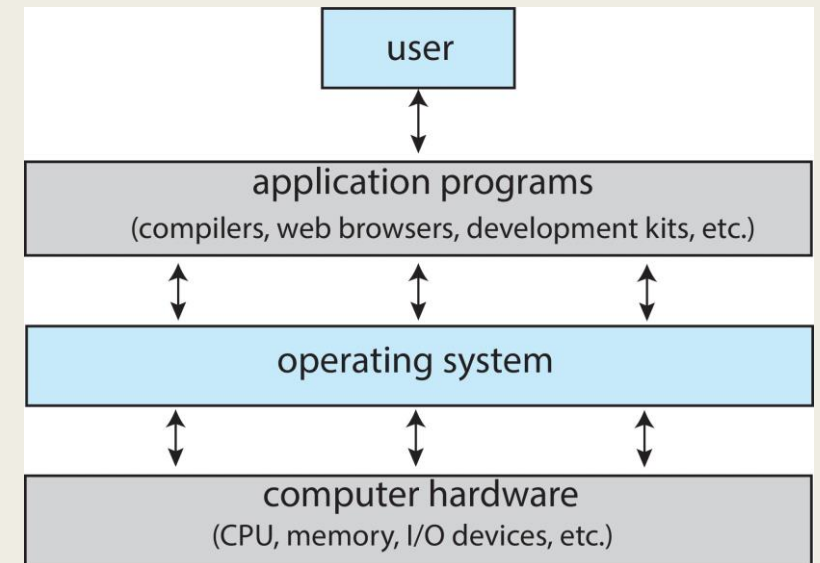 user
application programs
(compilers, web browsers, development kits, etc.)
operating system
computer hardware
(CPU, memory, I/O devices, etc.)